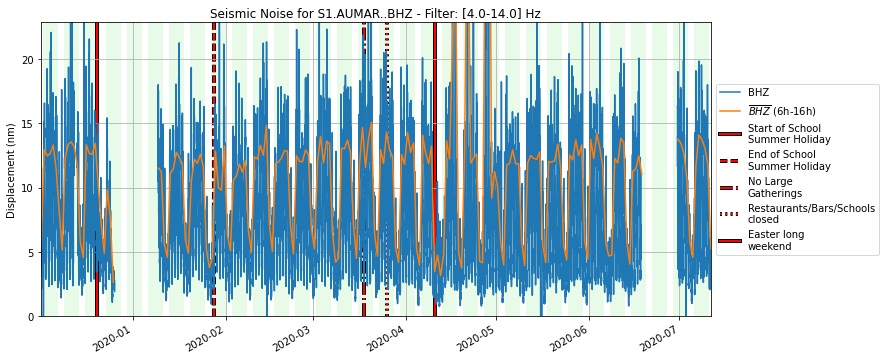 Seismic Noise for S1.AUMAR..BHZ - Filter: [4.0-14.0] Hz
Displacement (nm)
20
15
10
5
0
2020-01
2020-02
2020-03
2020-04
2020-05
2020-06
2020-07
BHZ
BHZ (6h-16h)
Start of School
Summer Holiday
End of School
Summer Holiday
No Large
Gatherings
Restaurants/Bars/Schools
closed
Easter long
weekend